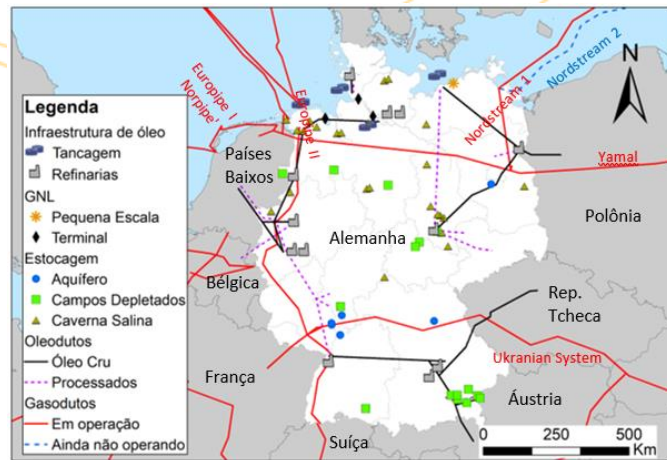 Legenda
Infraestrutura de óleo
Tancagem
Refinarias
GNL
Pequena Escala
Terminal
Estocagem
Aquífero
Campos Depletados
Caverna Salina
Oleodutos
Óleo Cru
Processados
Gasodutos
Em operação
Ainda não operando
Europipe I
Norpipe'
Europipe II
Nordstream 1
Nordstream 2
N
Yamal
Países
Baixos
Polônia
Alemanha
Bélgica
Rep.
Tcheca
Ukranian System
França
Áustria
Suíça
0 250 500
Km